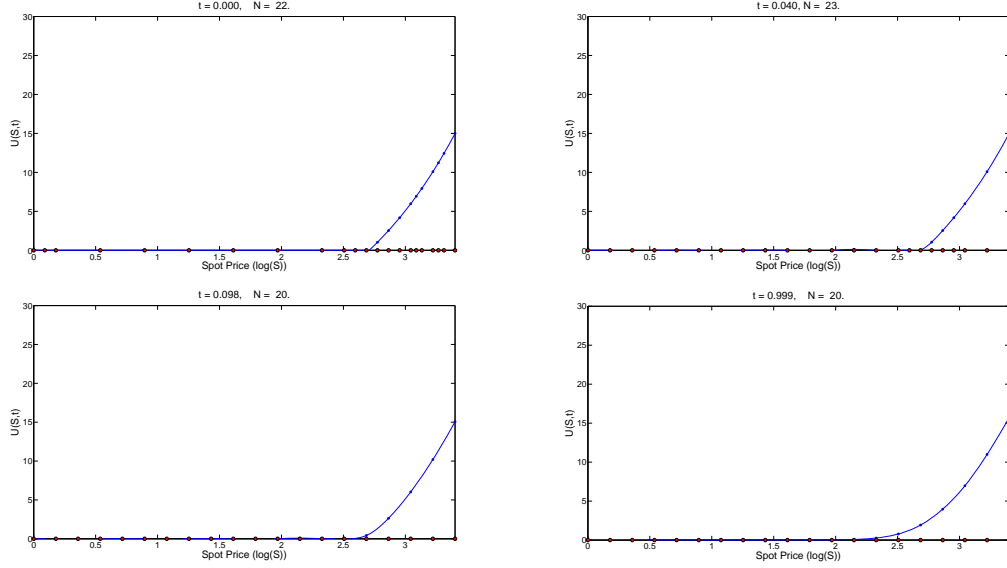 t = 0.000, N = 22.
30
25
20
15
10
5
0
U(S,t)
0 0.5 1 1.5 2 2.5 3
Spot Price (log(S))
t = 0.040, N = 23.
30
25
20
15
10
5
0
U(S,t)
0 0.5 1 1.5 2 2.5 3
Spot Price (log(S))
t = 0.098, N = 20.
30
25
20
15
10
5
0
U(S,t)
0 0.5 1 1.5 2 2.5 3
Spot Price (log(S))
t = 0.999, N = 20.
30
25
20
15
10
5
0
U(S,t)
0 0.5 1 1.5 2 2.5 3
Spot Price (log(S))